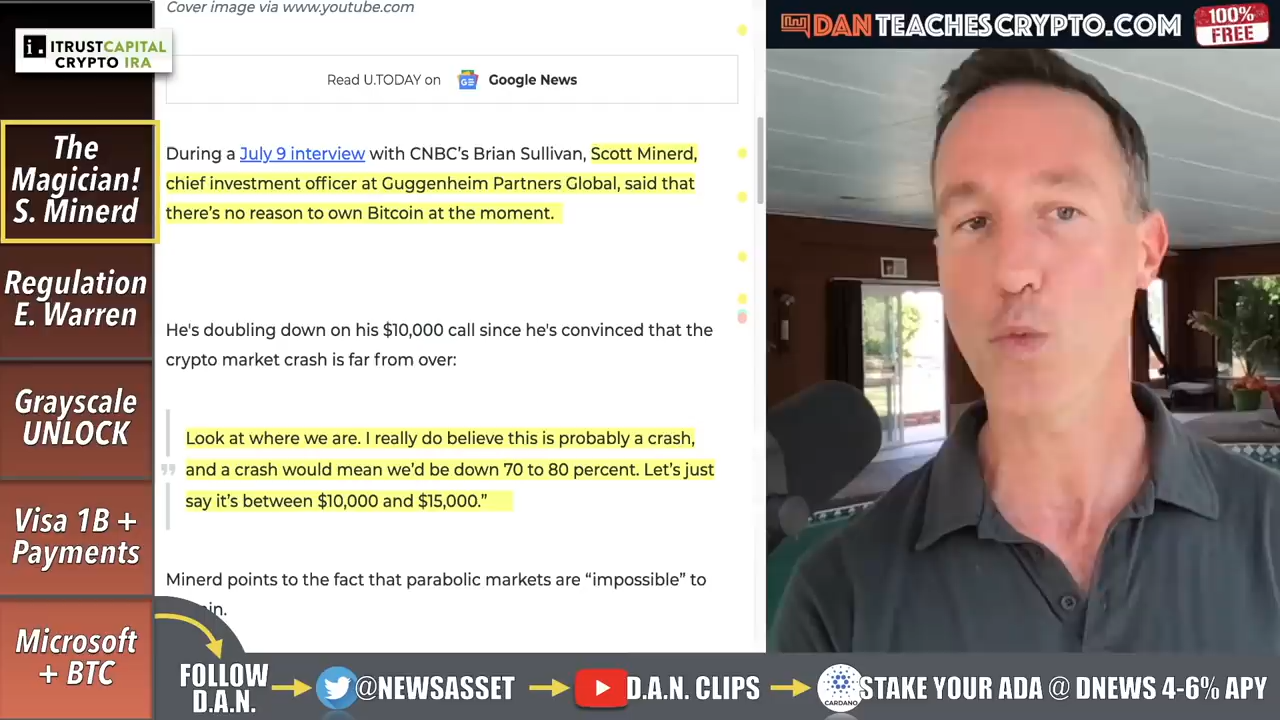 Cover image via www.youtube.com
i. ITRUSTCAPITAL
CRYPTO IRA
DAN TEACHESCRYPTO.COM
100%
FREE
Read U.TODAY on GE Google News
The
Magician!
S. Minerd
Regulation
E. Warren
Grayscale
UNLOCK
Visa 1B +
Payments
Microsoft
+ BTC
During a July 9 interview with CNBC’s Brian Sullivan, Scott Minerd,
chief investment officer at Guggenheim Partners Global, said that
there’s no reason to own Bitcoin at the moment.
He's doubling down on his $10,000 call since he's convinced that the
crypto market crash is far from over:
Look at where we are. I really do believe this is probably a crash,
and a crash would mean we’d be down 70 to 80 percent. Let’s just
say it’s between $10,000 and $15,000.”
Minerd points to the fact that parabolic markets are “impossible” to
FOLLOW
D.A.N.
@NEWSASSET
D.A.N. CLIPS
CARDANO
STAKE YOUR ADA @ DNEWS 4-6% APY